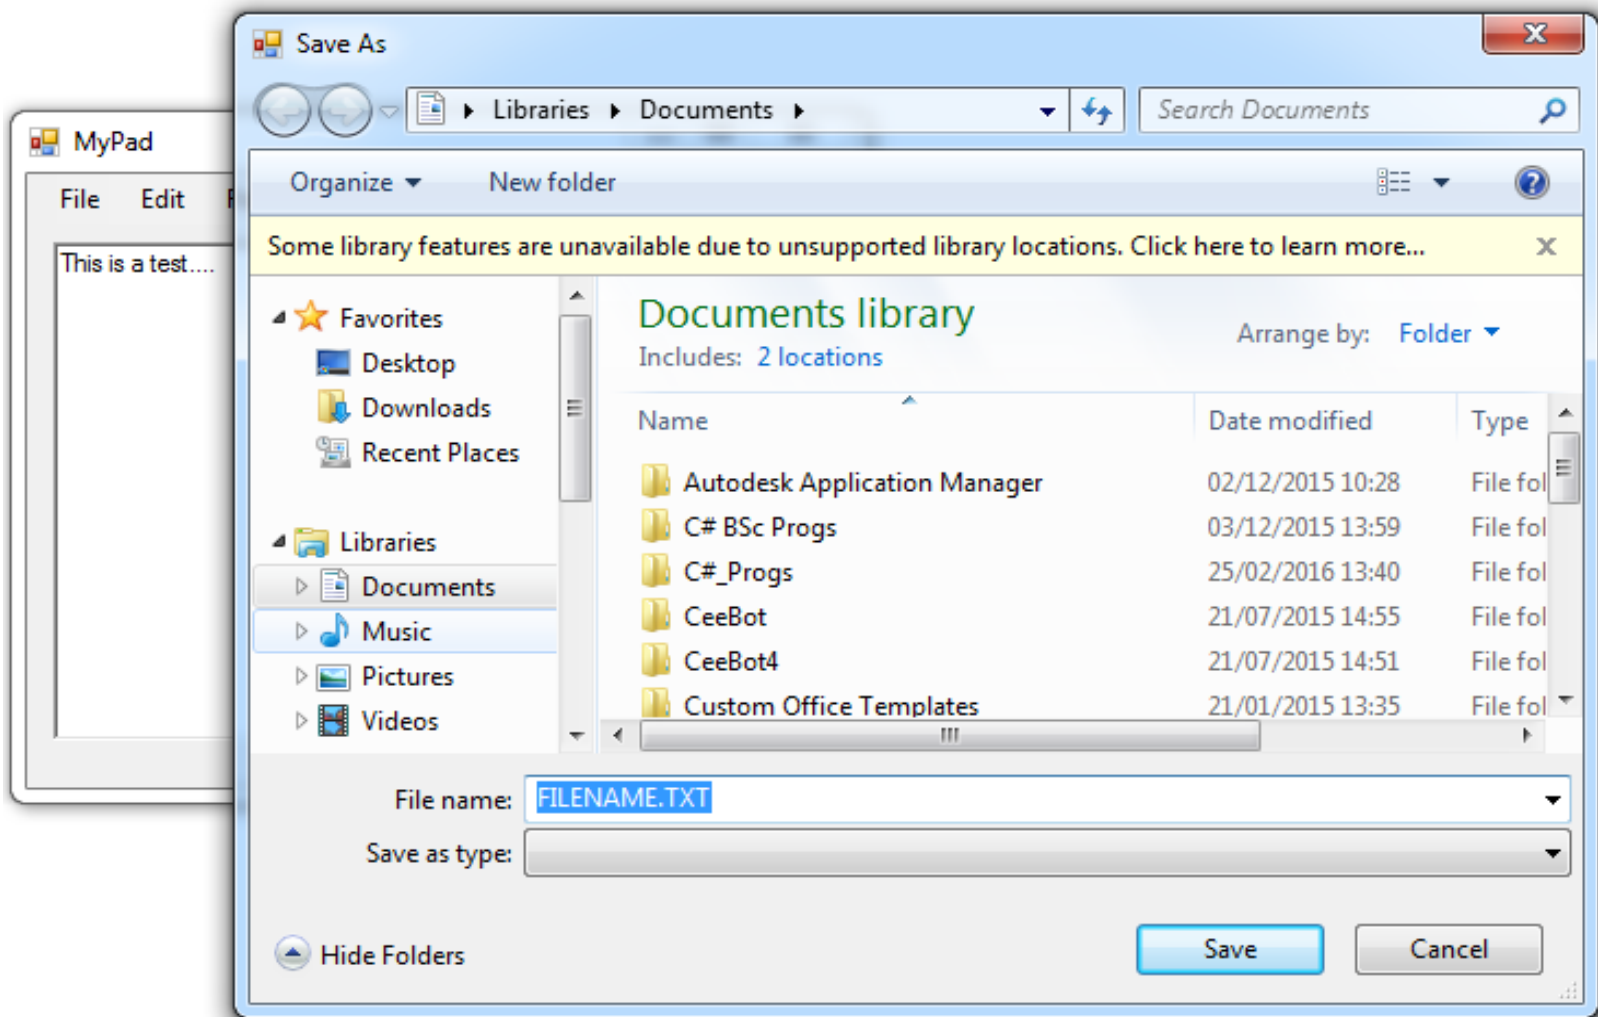 Save As
Libraries Documents
Search Documents
MyPad
File Edit
Organize New folder
Some library features are unavailable due to unsupported library locations. Click here to learn more...
This is a test....
Favorites
Desktop
Downloads
Recent Places
Libraries
Documents
Music
Pictures
Videos
Documents library
Includes: 2 locations
Arrange by: Folder
Name Date modified Type
Autodesk Application Manager 02/12/2015 10:28 File fol
C# BSc Progs 03/12/2015 13:59 File fol
C#_Progs 25/02/2016 13:40 File fol
CeeBot 21/07/2015 14:55 File fol
CeeBot4 21/07/2015 14:51 File fol
Custom Office Templates 21/01/2015 13:35 File fol
File name: FILENAME.TXT
Save as type:
Hide Folders
Save Cancel